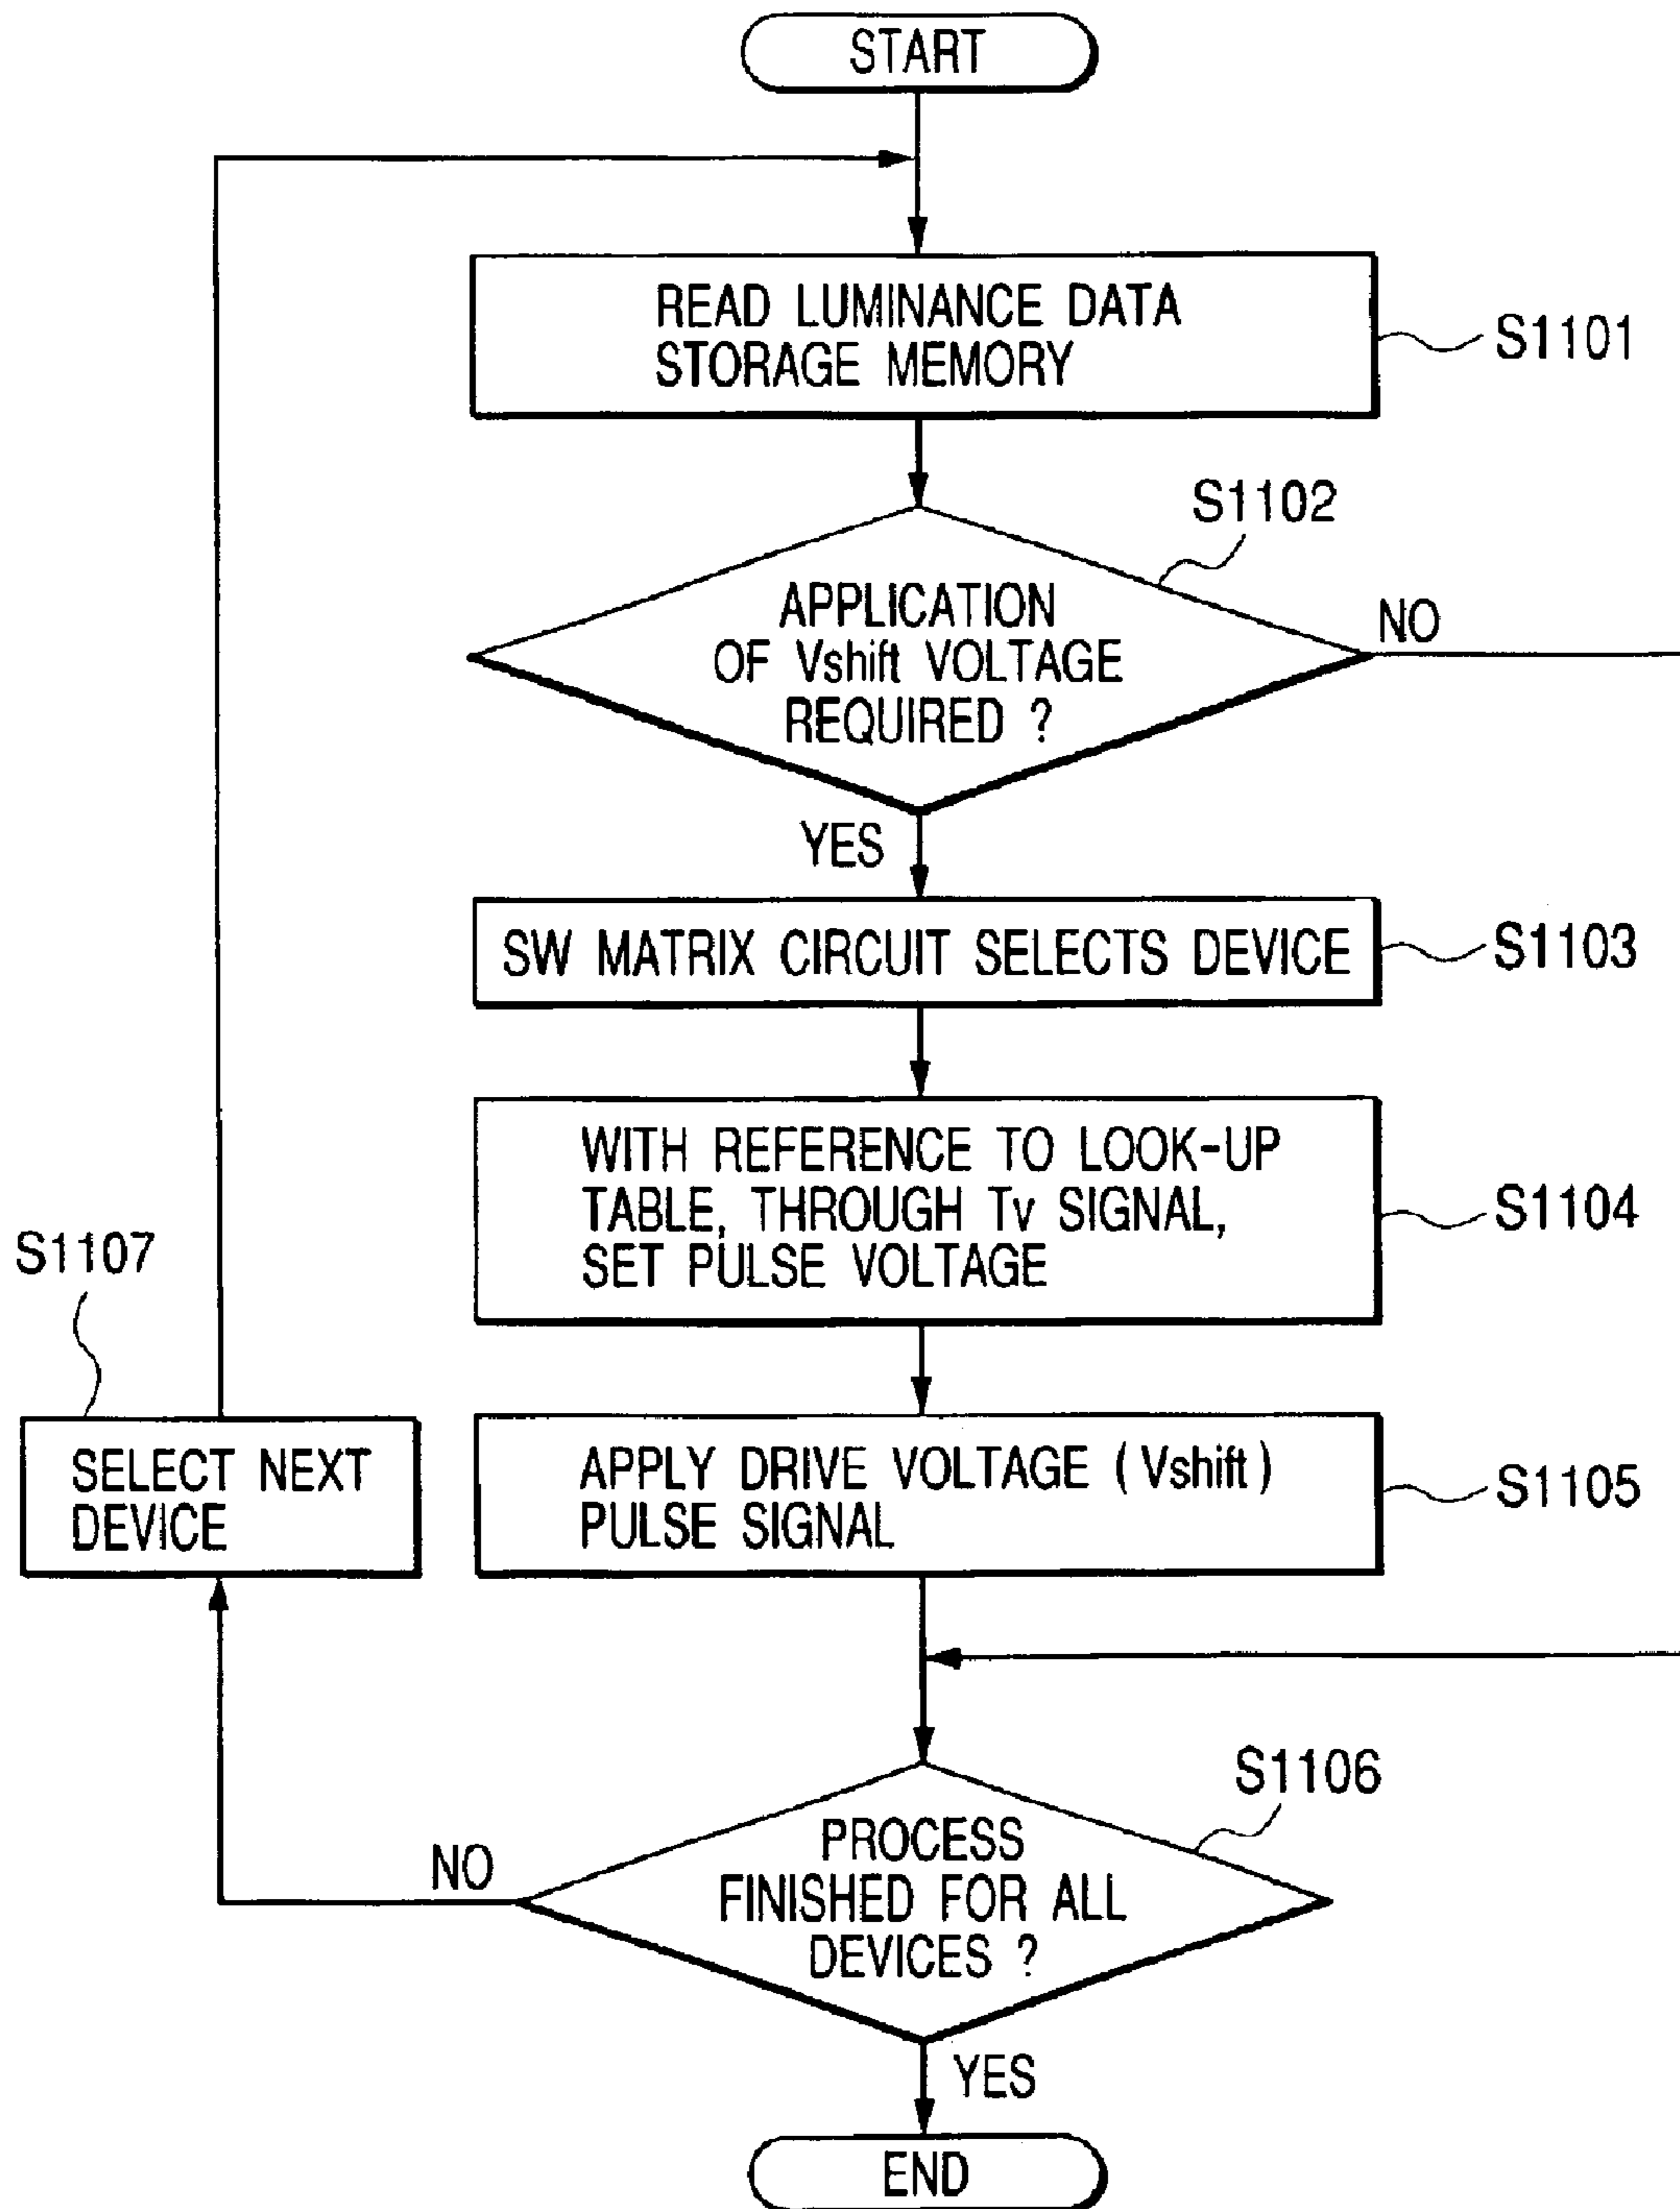 START
READ LUMINANCE DATA
STORAGE MEMORY
S1101
S1102
APPLICATION
OF Vshift VOLTAGE
REQUIRED ?
NO
YES
SW MATRIX CIRCUIT SELECTS DEVICE
S1103
WITH REFERENCE TO LOOK-UP
TABLE, THROUGH Tv SIGNAL,
SET PULSE VOLTAGE
S1104
S1107
SELECT NEXT
DEVICE
APPLY DRIVE VOLTAGE (Vshift)
PULSE SIGNAL
S1105
S1106
PROCESS
FINISHED FOR ALL
DEVICES ?
NO
YES
END